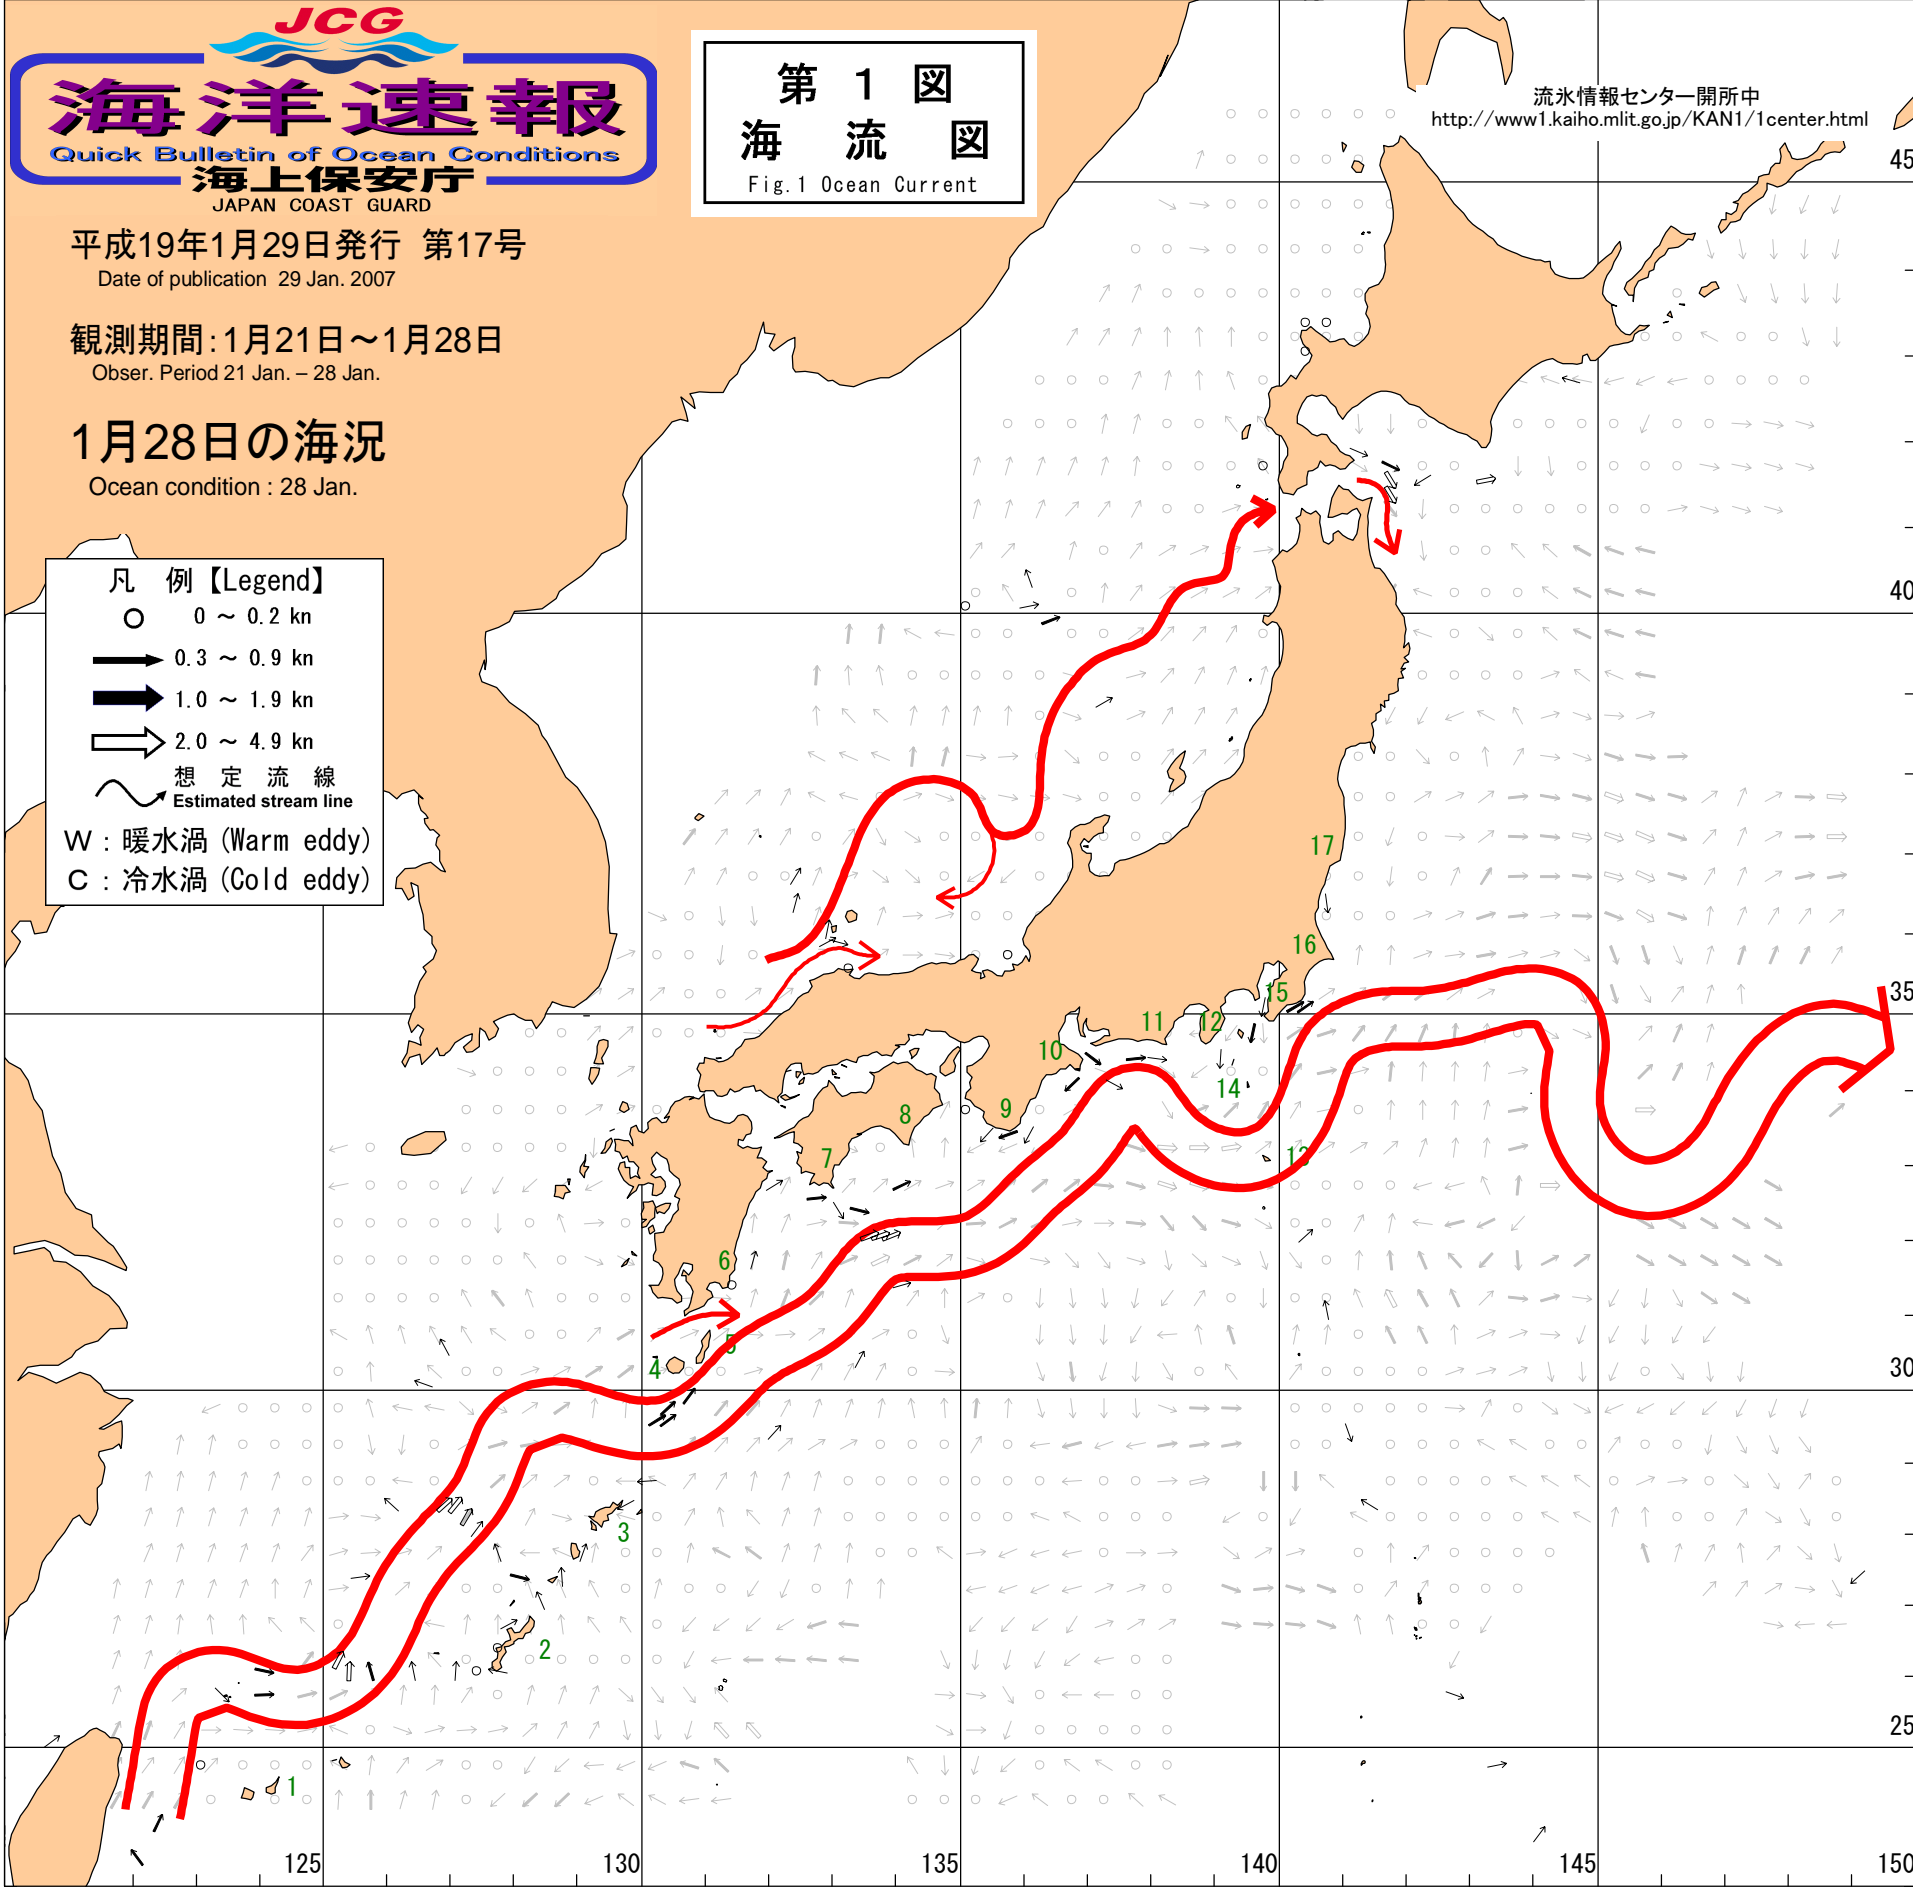 JCG
海洋速報
Quick Bulletin of Ocean Conditions
海上保安庁
JAPAN COAST GUARD
第 1 図
海 流 図
Fig.1 Ocean Current
流氷情報センター開所中
http://www1.kaiho.mlit.go.jp/KAN1/1center.html
平成19年1月29日発行 第17号
Date of publication 29 Jan. 2007
観測期間:1月21日~1月28日
Obser. Period 21 Jan. – 28 Jan.
1月28日の海況
Ocean condition : 28 Jan.
凡 例【Legend】
0 ~ 0.2 kn
0.3 ~ 0.9 kn
1.0 ~ 1.9 kn
2.0 ~ 4.9 kn
想 定 流 線
Estimated stream line
W : 暖水渦 (Warm eddy)
C : 冷水渦 (Cold eddy)
45
40
35
30
25
17
16
15
11
12
10
14
9
8
13
7
6
5
4
3
2
1
125
130
135
140
145
150